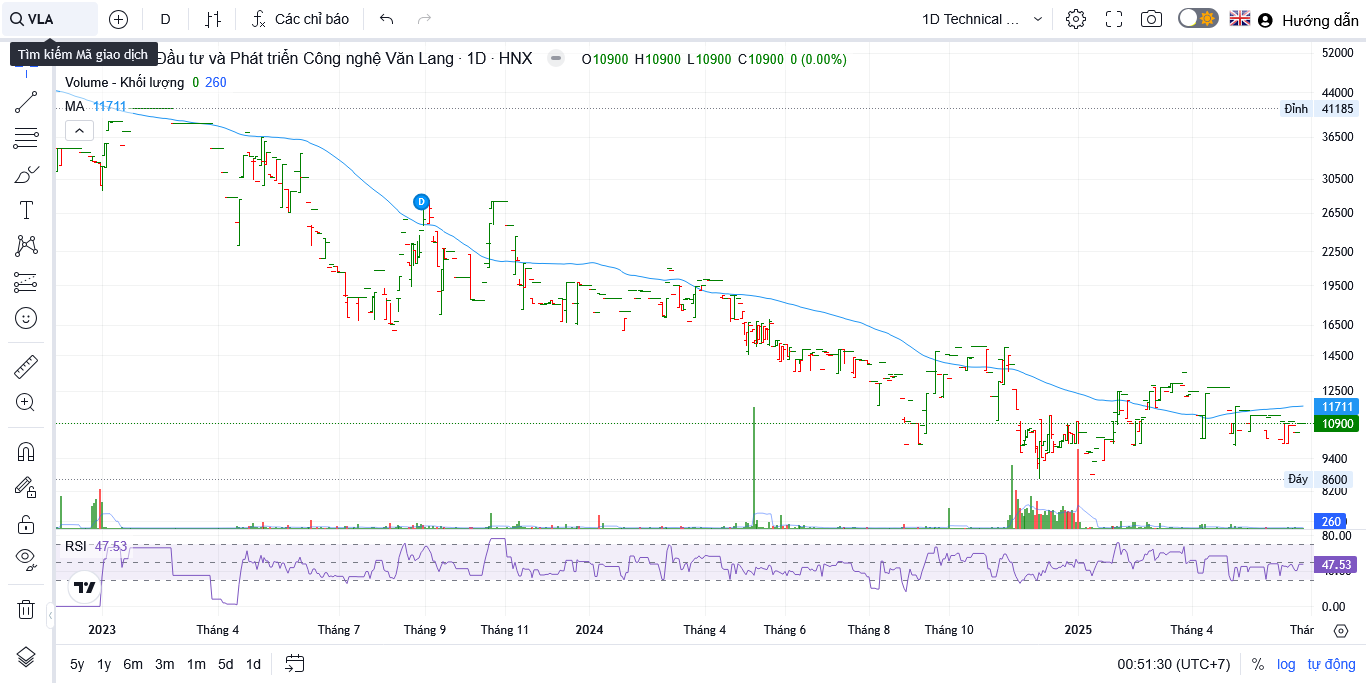 VLA
D
Các chỉ báo
1D Technical ...
Hướng dẫn
Tìm kiếm Mã giao dịch
Đầu tư và Phát triển Công nghệ Văn Lang · 1D · HNX
O10900 H10900 L10900 C10900 0 (0.00%)
Volume - Khối lượng 0 260
MA 11711
D
52000
44000
Đỉnh 41185
36500
30500
26500
22500
19500
16500
14500
12500
11711
10900
9400
Đáy 8600
8200
260
RSI 47.53
80.00
47.53
0.00
2023
Tháng 4
Tháng 7
Tháng 9
Tháng 11
2024
Tháng 4
Tháng 6
Tháng 8
Tháng 10
2025
Tháng 4
Thár
5y 1y 6m 3m 1m 5d 1d
00:51:30 (UTC+7)
% log tự động